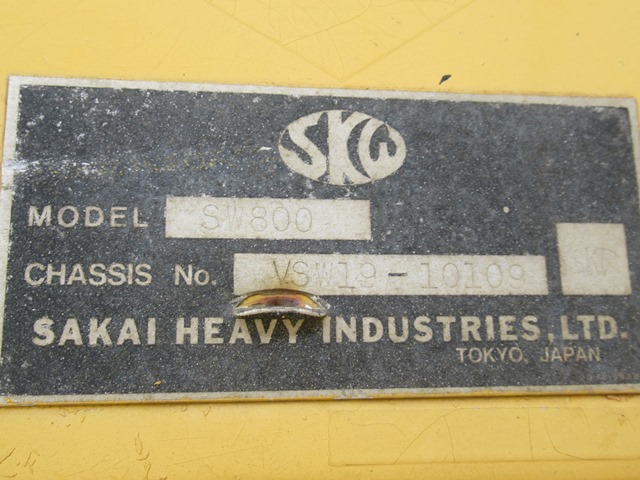 SKW
MODEL SW800
CHASSIS No. VSW19-10109
SAKAI HEAVY INDUSTRIES, LTD.
TOKYO, JAPAN